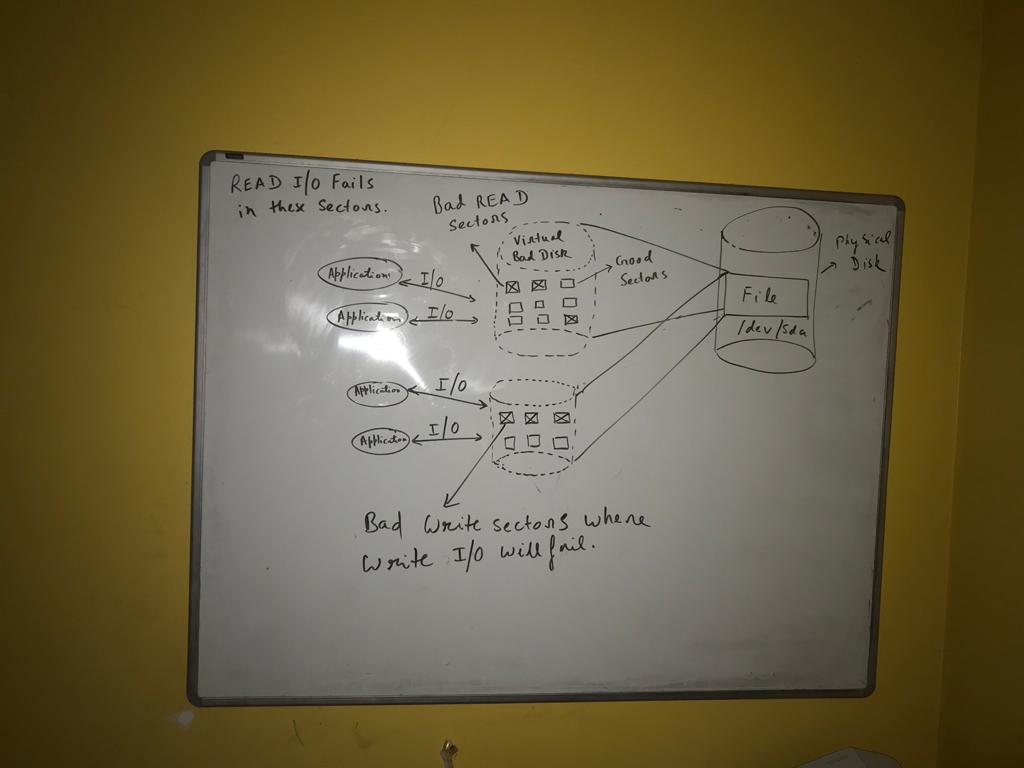 READ I/O Fails
in these Sectors.
Bad READ
Sectors
Virtual
Bad Disk
Good
Sectors
Physical
Disk
Application
I/O
Application
I/O
File
/dev/sda
Application
I/O
Application
I/O
Bad Write sectors where
Write I/O will fail.